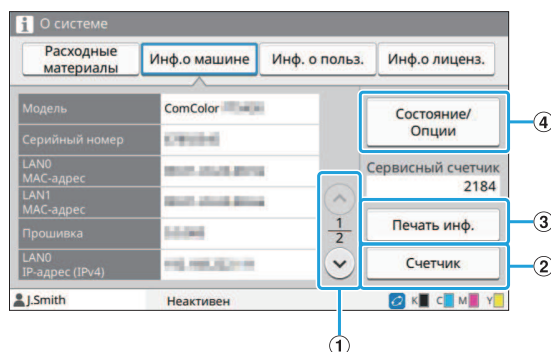 i О системе
Расходные
материалы
Инф.о машине
Инф. о польз.
Инф.о лиценз.
Модель
ComColor
Серийный номер
LAN0
MAC-адрес
LAN1
MAC-адрес
Прошивка
LAN0
IP-адрес (IPv4)
1
2
Состояние/
Опции
Сервисный счетчик
2184
Печать инф.
Счетчик
J.Smith
Неактивен
K C M Y
4
3
2
1